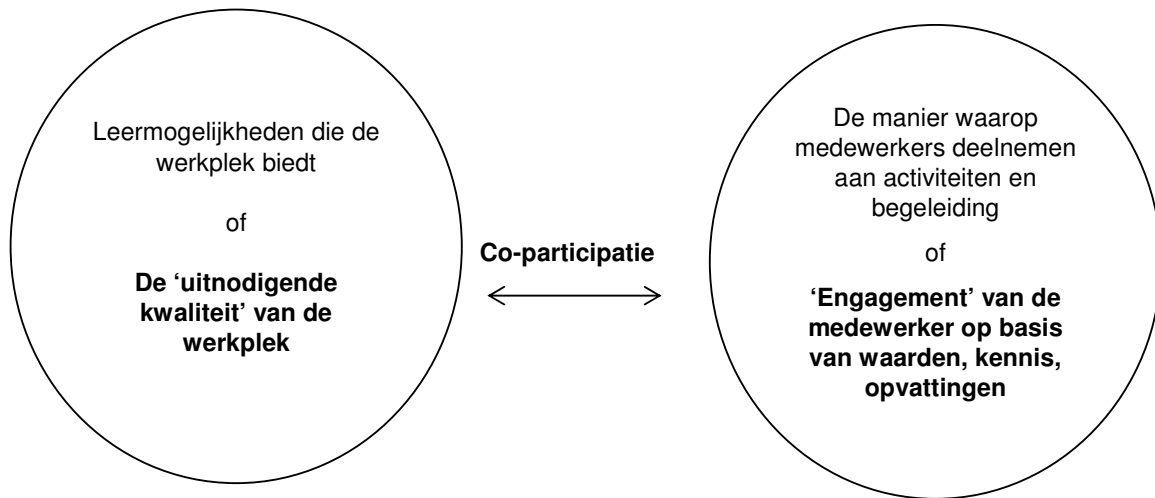 Leermogelijkheden die de
werkplek biedt
of
De ‘uitnodigende
kwaliteit’ van de
werkplek
Co-participatie
De manier waarop
medewerkers deelnemen
aan activiteiten en
begeleiding
of
‘Engagement’ van de
medewerker op basis
van waarden, kennis,
opvattingen